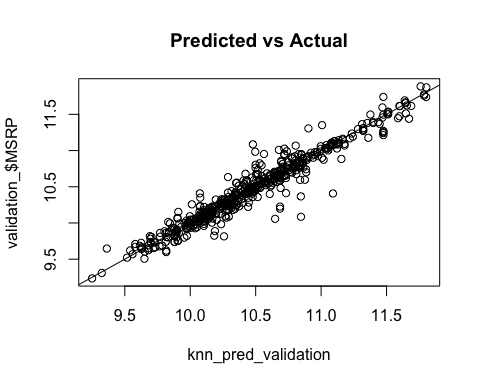 Predicted vs Actual
validation_$MSRP
11.5
10.5
9.5
9.5 10.0 10.5 11.0 11.5
knn_pred_validation